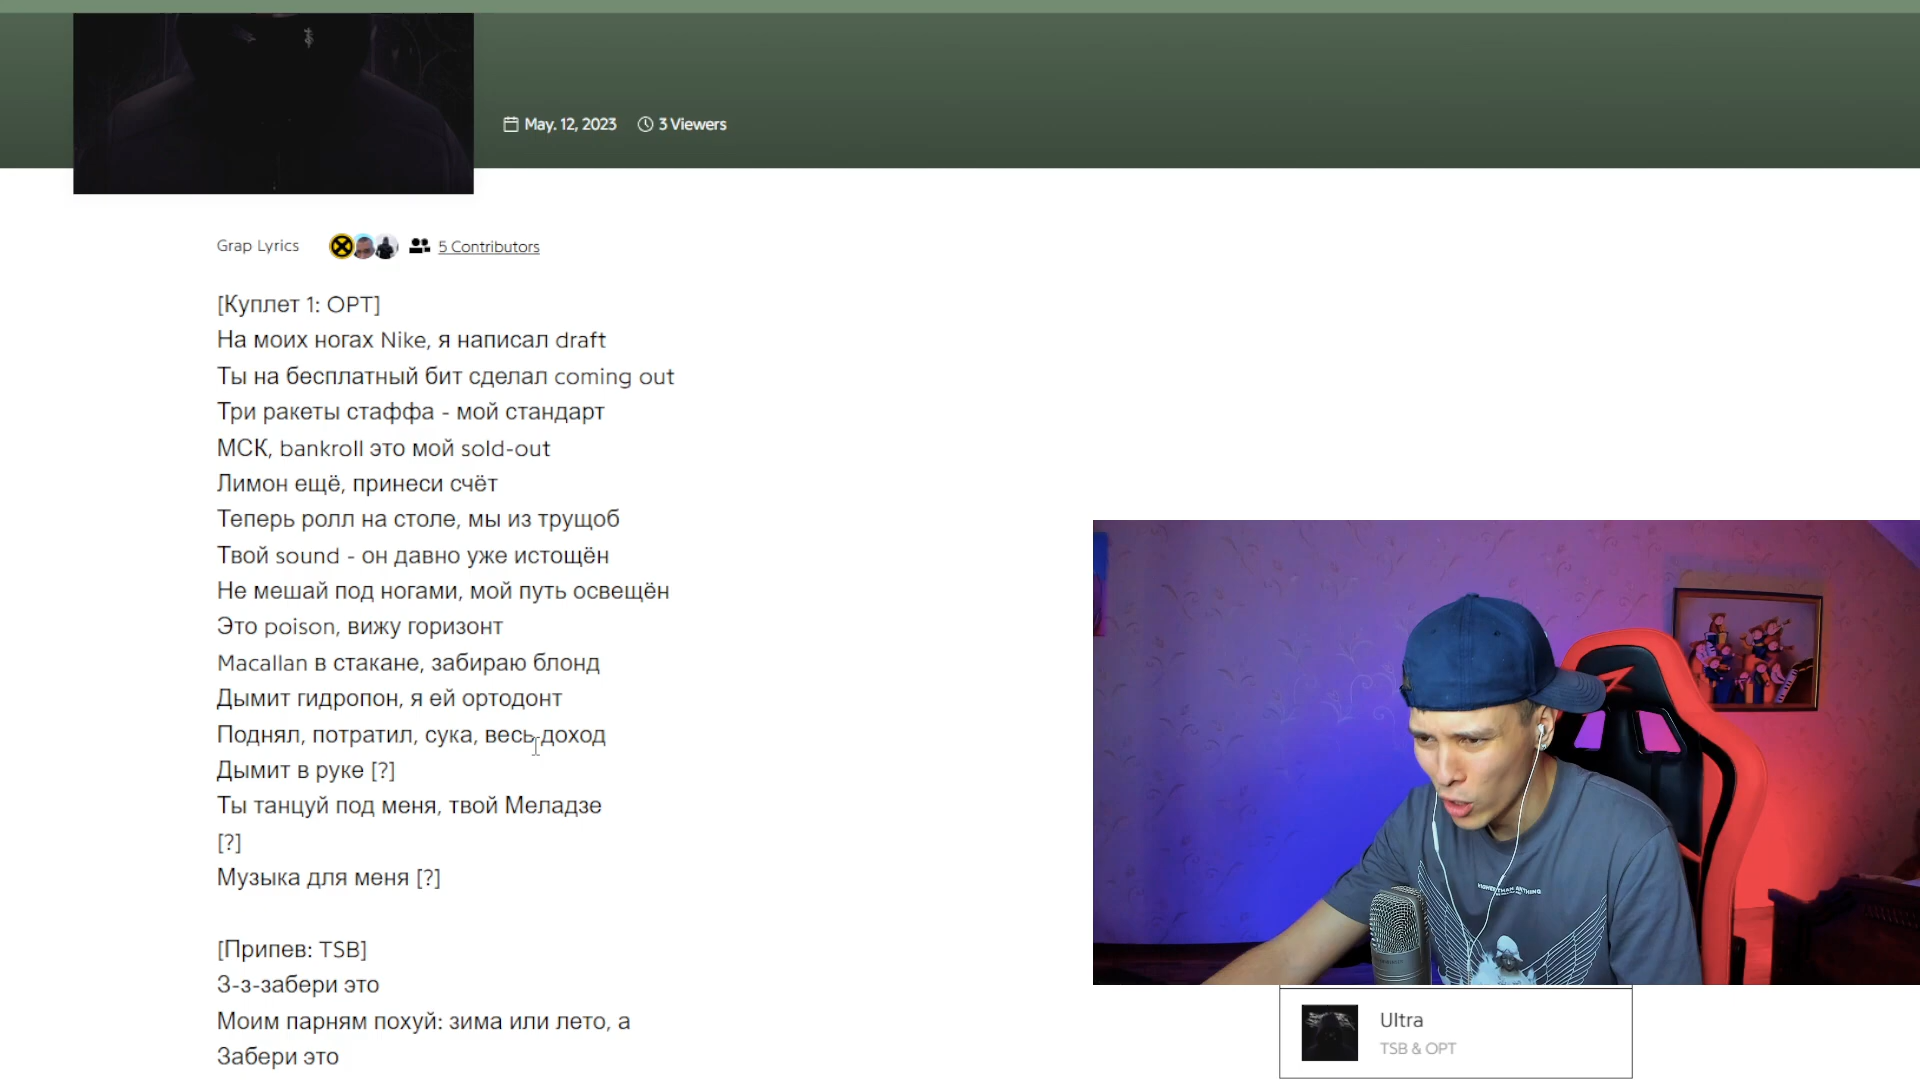 May. 12, 2023
3 Viewers
Grap Lyrics
5 Contributors
[Куплет 1: OPT]
На моих ногах Nike, я написал draft
Ты на бесплатный бит сделал coming out
Три ракеты стаффа - мой стандарт
МСК, bankroll это мой sold-out
Лимон ещё, принеси счёт
Теперь ролл на столе, мы из трущоб
Твой sound - он давно уже истощён
Не мешай под ногами, мой путь освещён
Это poison, вижу горизонт
Macallan в стакане, забираю блонд
Дымит гидропон, я ей ортодонт
Поднял, потратил, сука, весь доход
Дымит в руке [?]
Ты танцуй под меня, твой Меладзе
[?]
Музыка для меня [?]
[Припев: TSB]
З-з-забери это
Моим парням похуй: зима или лето, а
Забери это
THAN ANYTHING
Ultra
TSB & OPT